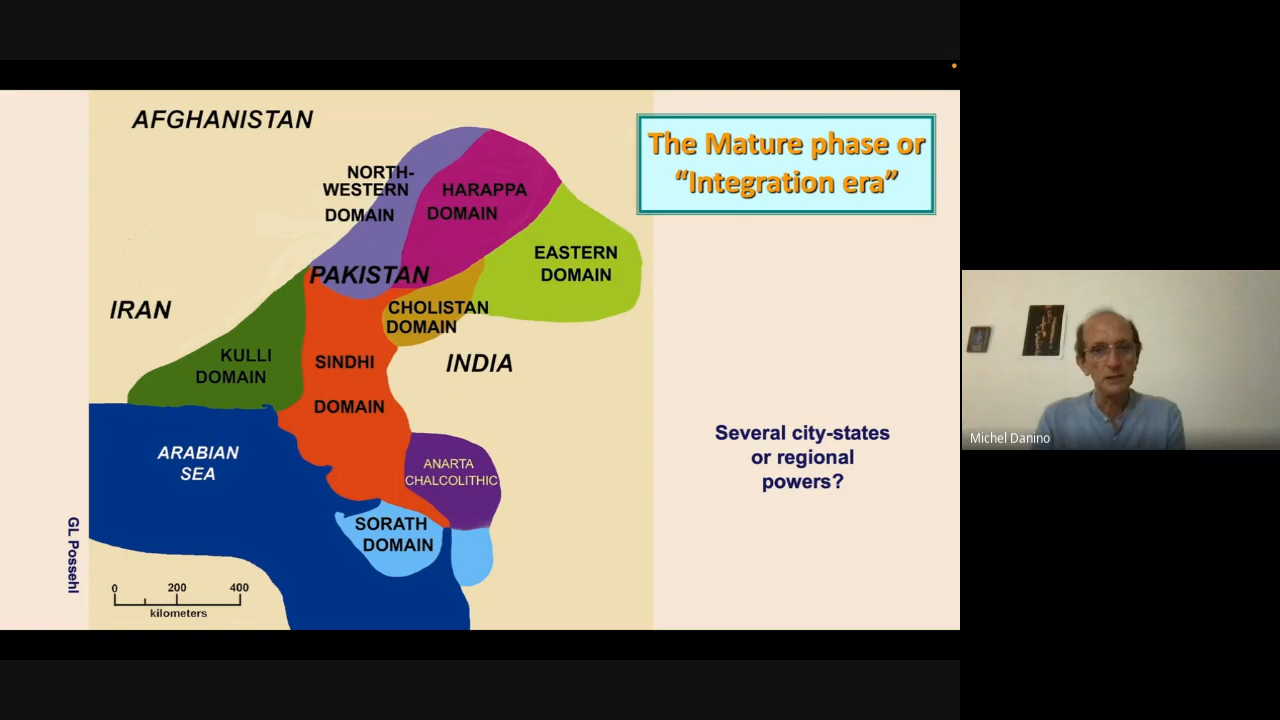 AFGHANISTAN
The Mature phase or
“Integration era”
NORTH-
WESTERN
DOMAIN
HARAPPA
DOMAIN
EASTERN
DOMAIN
PAKISTAN
IRAN
CHOLISTAN
DOMAIN
KULLI
DOMAIN
SINDHI
DOMAIN
INDIA
ARABIAN
SEA
ANARTA
CHALCOLITHIC
SORATH
DOMAIN
Several city-states
or regional
powers?
GL Possehl
0 200 400
kilometers
Michel Danino